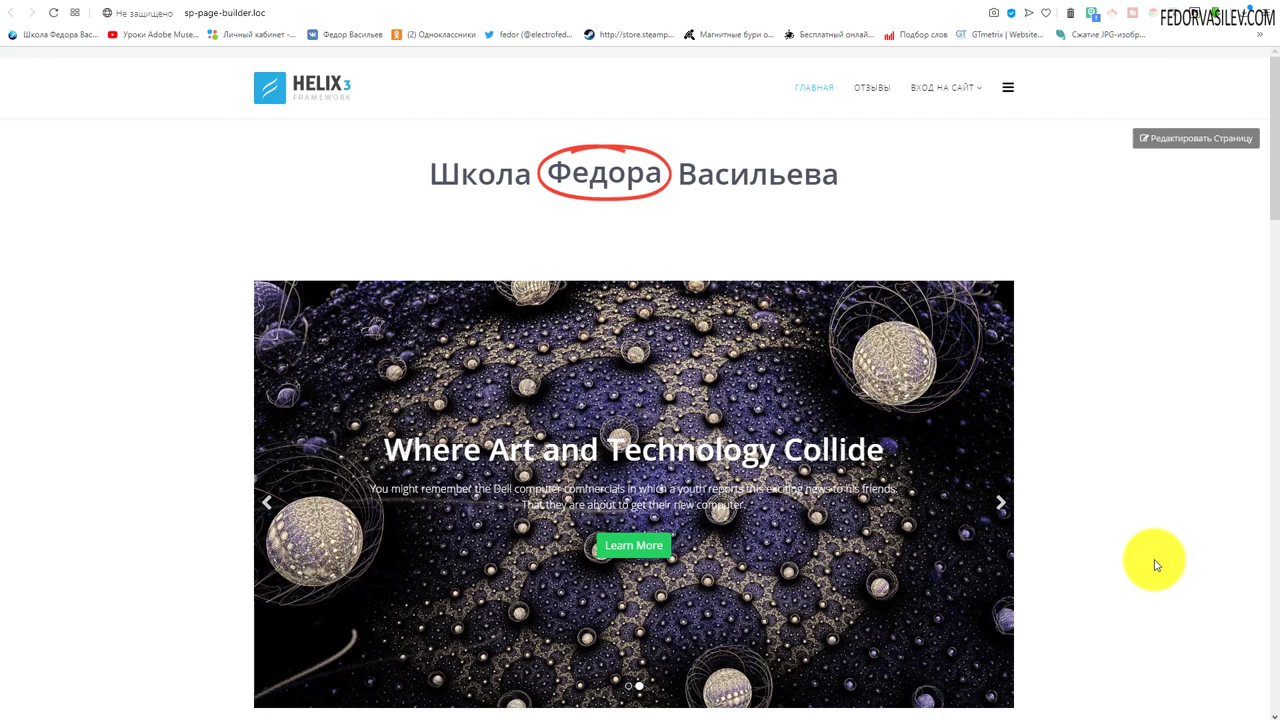 sp-page-builder.loc
Не защищено sp-page-builder.loc
FEDORVASILEV.COM
Школа Федора Вас... Уроки Adobe Muse... Личный кабинет -... Федор Васильев (2) Одноклассники fedor (@electrofed... http://store.steamp... Магнитные бури о... Бесплатный онлай... Подбор слов GTmetrix | Website... Сжатие JPG-изобр...
HELIX3
FRAMEWORK
ГЛАВНАЯ ОТЗЫВЫ ВХОД НА САЙТ
Редактировать Страницу
Школа Федора Васильева
Where Art and Technology Collide
You might remember the Dell computer commercials in which a youth reports this exciting news to his friends.
That they are about to get their new computer.
Learn More